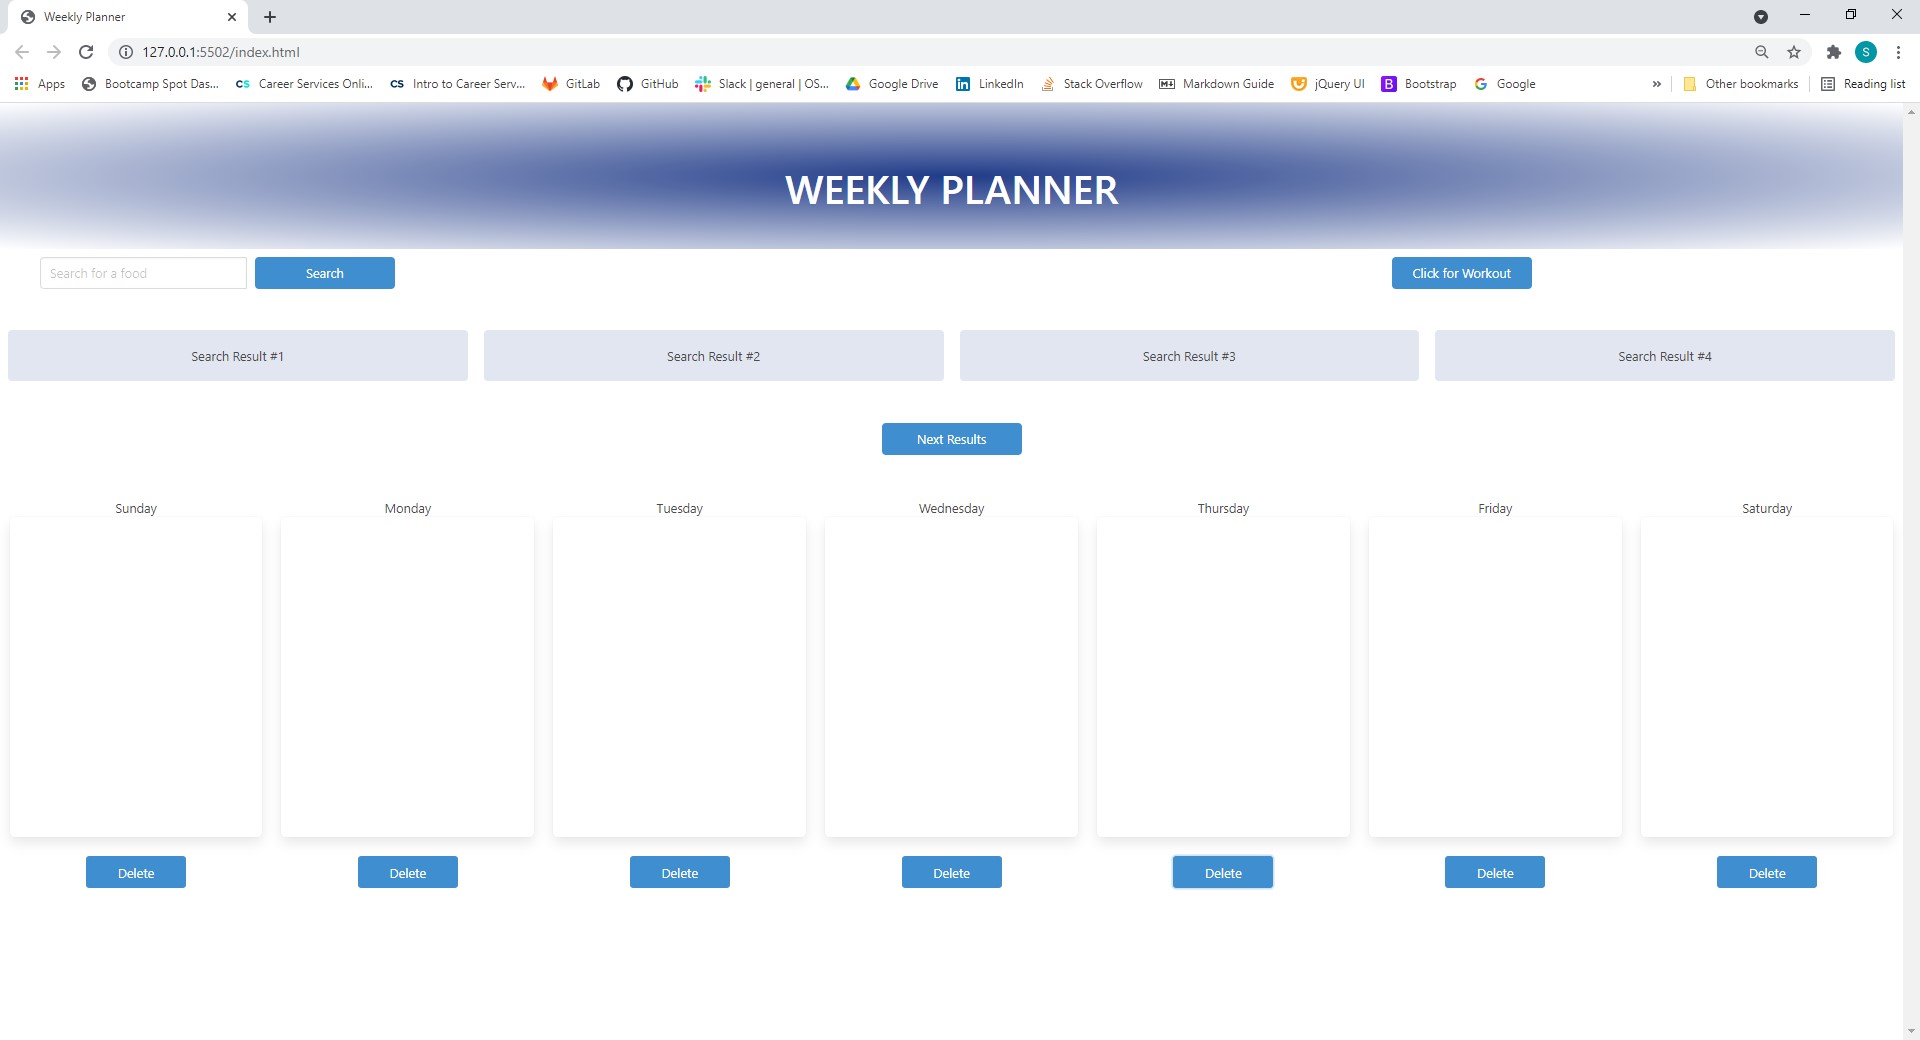 Weekly Planner
127.0.0.1:5502/index.html
S
Apps Bootcamp Spot Das... CS Career Services Onli... CS Intro to Career Serv... GitLab GitHub Slack | general | OS... Google Drive LinkedIn Stack Overflow Markdown Guide jQuery UI B Bootstrap Google » Other bookmarks Reading list
WEEKLY PLANNER
Search for a food Search Click for Workout
Search Result #1 Search Result #2 Search Result #3 Search Result #4
Next Results
Sunday Monday Tuesday Wednesday Thursday Friday Saturday
Delete Delete Delete Delete Delete Delete Delete